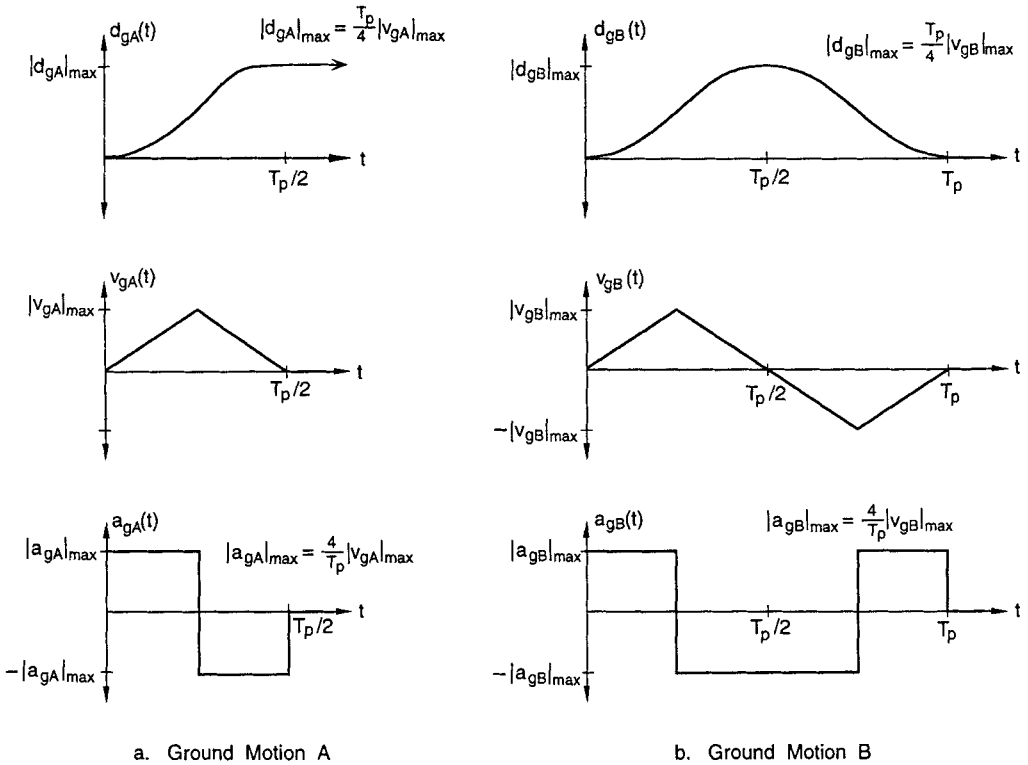 d_gA(t)
|d_gA|max = T_p/4 |v_gA|max
|d_gA|max
t
T_p/2
v_gA(t)
|v_gA|max
t
T_p/2
a_gA(t)
|a_gA|max
|a_gA|max = 4/T_p |v_gA|max
t
T_p/2
−|a_gA|max
a. Ground Motion A
d_gB(t)
|d_gB|max = T_p/4 |v_gB|max
|d_gB|max
t
T_p/2
T_p
v_gB(t)
|v_gB|max
t
T_p/2
T_p
−|v_gB|max
a_gB(t)
|a_gB|max = 4/T_p |v_gB|max
|a_gB|max
t
T_p/2
T_p
−|a_gB|max
b. Ground Motion B